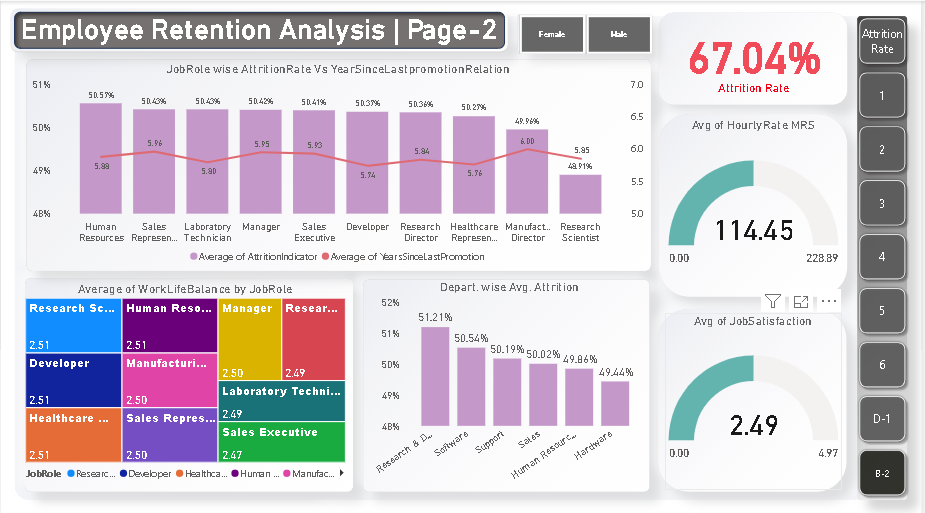 Employee Retention Analysis | Page-2
Female
Male
67.04%
Attrition Rate
Attrition Rate
1
2
3
4
5
6
D-1
B-2
JobRole wise AttritionRate Vs YearSinceLastpromotionRelation
51%
50%
49%
48%
7.0
6.5
6.0
5.5
5.0
50.57%
50.43%
50.43%
50.42%
50.41%
50.37%
50.36%
50.27%
49.96%
48.91%
5.88
5.96
5.80
5.95
5.93
5.74
5.84
5.76
6.00
5.85
Human Resources
Sales Represen...
Laboratory Technician
Manager
Sales Executive
Developer
Research Director
Healthcare Represen...
Manufact... Director
Research Scientist
Average of AttritionIndicator
Average of YearsSinceLastPromotion
Avg of HourlyRate MRS
114.45
0.00
228.89
Average of WorkLifeBalance by JobRole
Research Sc...
2.51
Developer
2.51
Healthcare ...
2.51
Human Reso...
2.51
Manufacturi...
2.50
Sales Repres...
2.50
Manager
2.50
Resear...
2.49
Laboratory Techni...
2.49
Sales Executive
2.47
JobRole
Researc...
Developer
Healthca...
Human ...
Manufac...
Depart. wise Avg. Attrition
52%
51%
50%
49%
48%
51.21%
50.54%
50.19%
50.02%
49.86%
49.44%
Research & D...
Software
Support
Sales
Human Resourc...
Hardware
Avg of JobSatisfaction
2.49
0.00
4.97